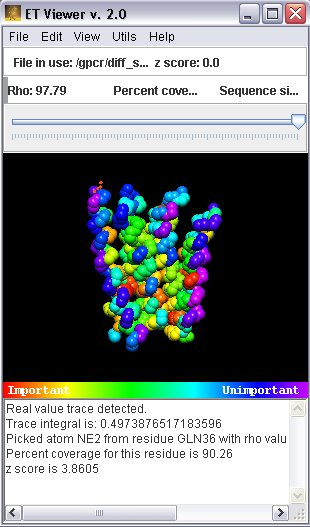 ET Viewer v. 2.0
File Edit View Utils Help
File in use: /gpcr/diff_s... z score: 0.0
Rho: 97.79 Percent cove... Sequence si...
Important Unimportant
Real value trace detected.
Trace integral is: 0.4973876517183596
Picked atom NE2 from residue GLN36 with rho valu
Percent coverage for this residue is 90.26
z score is 3.8605